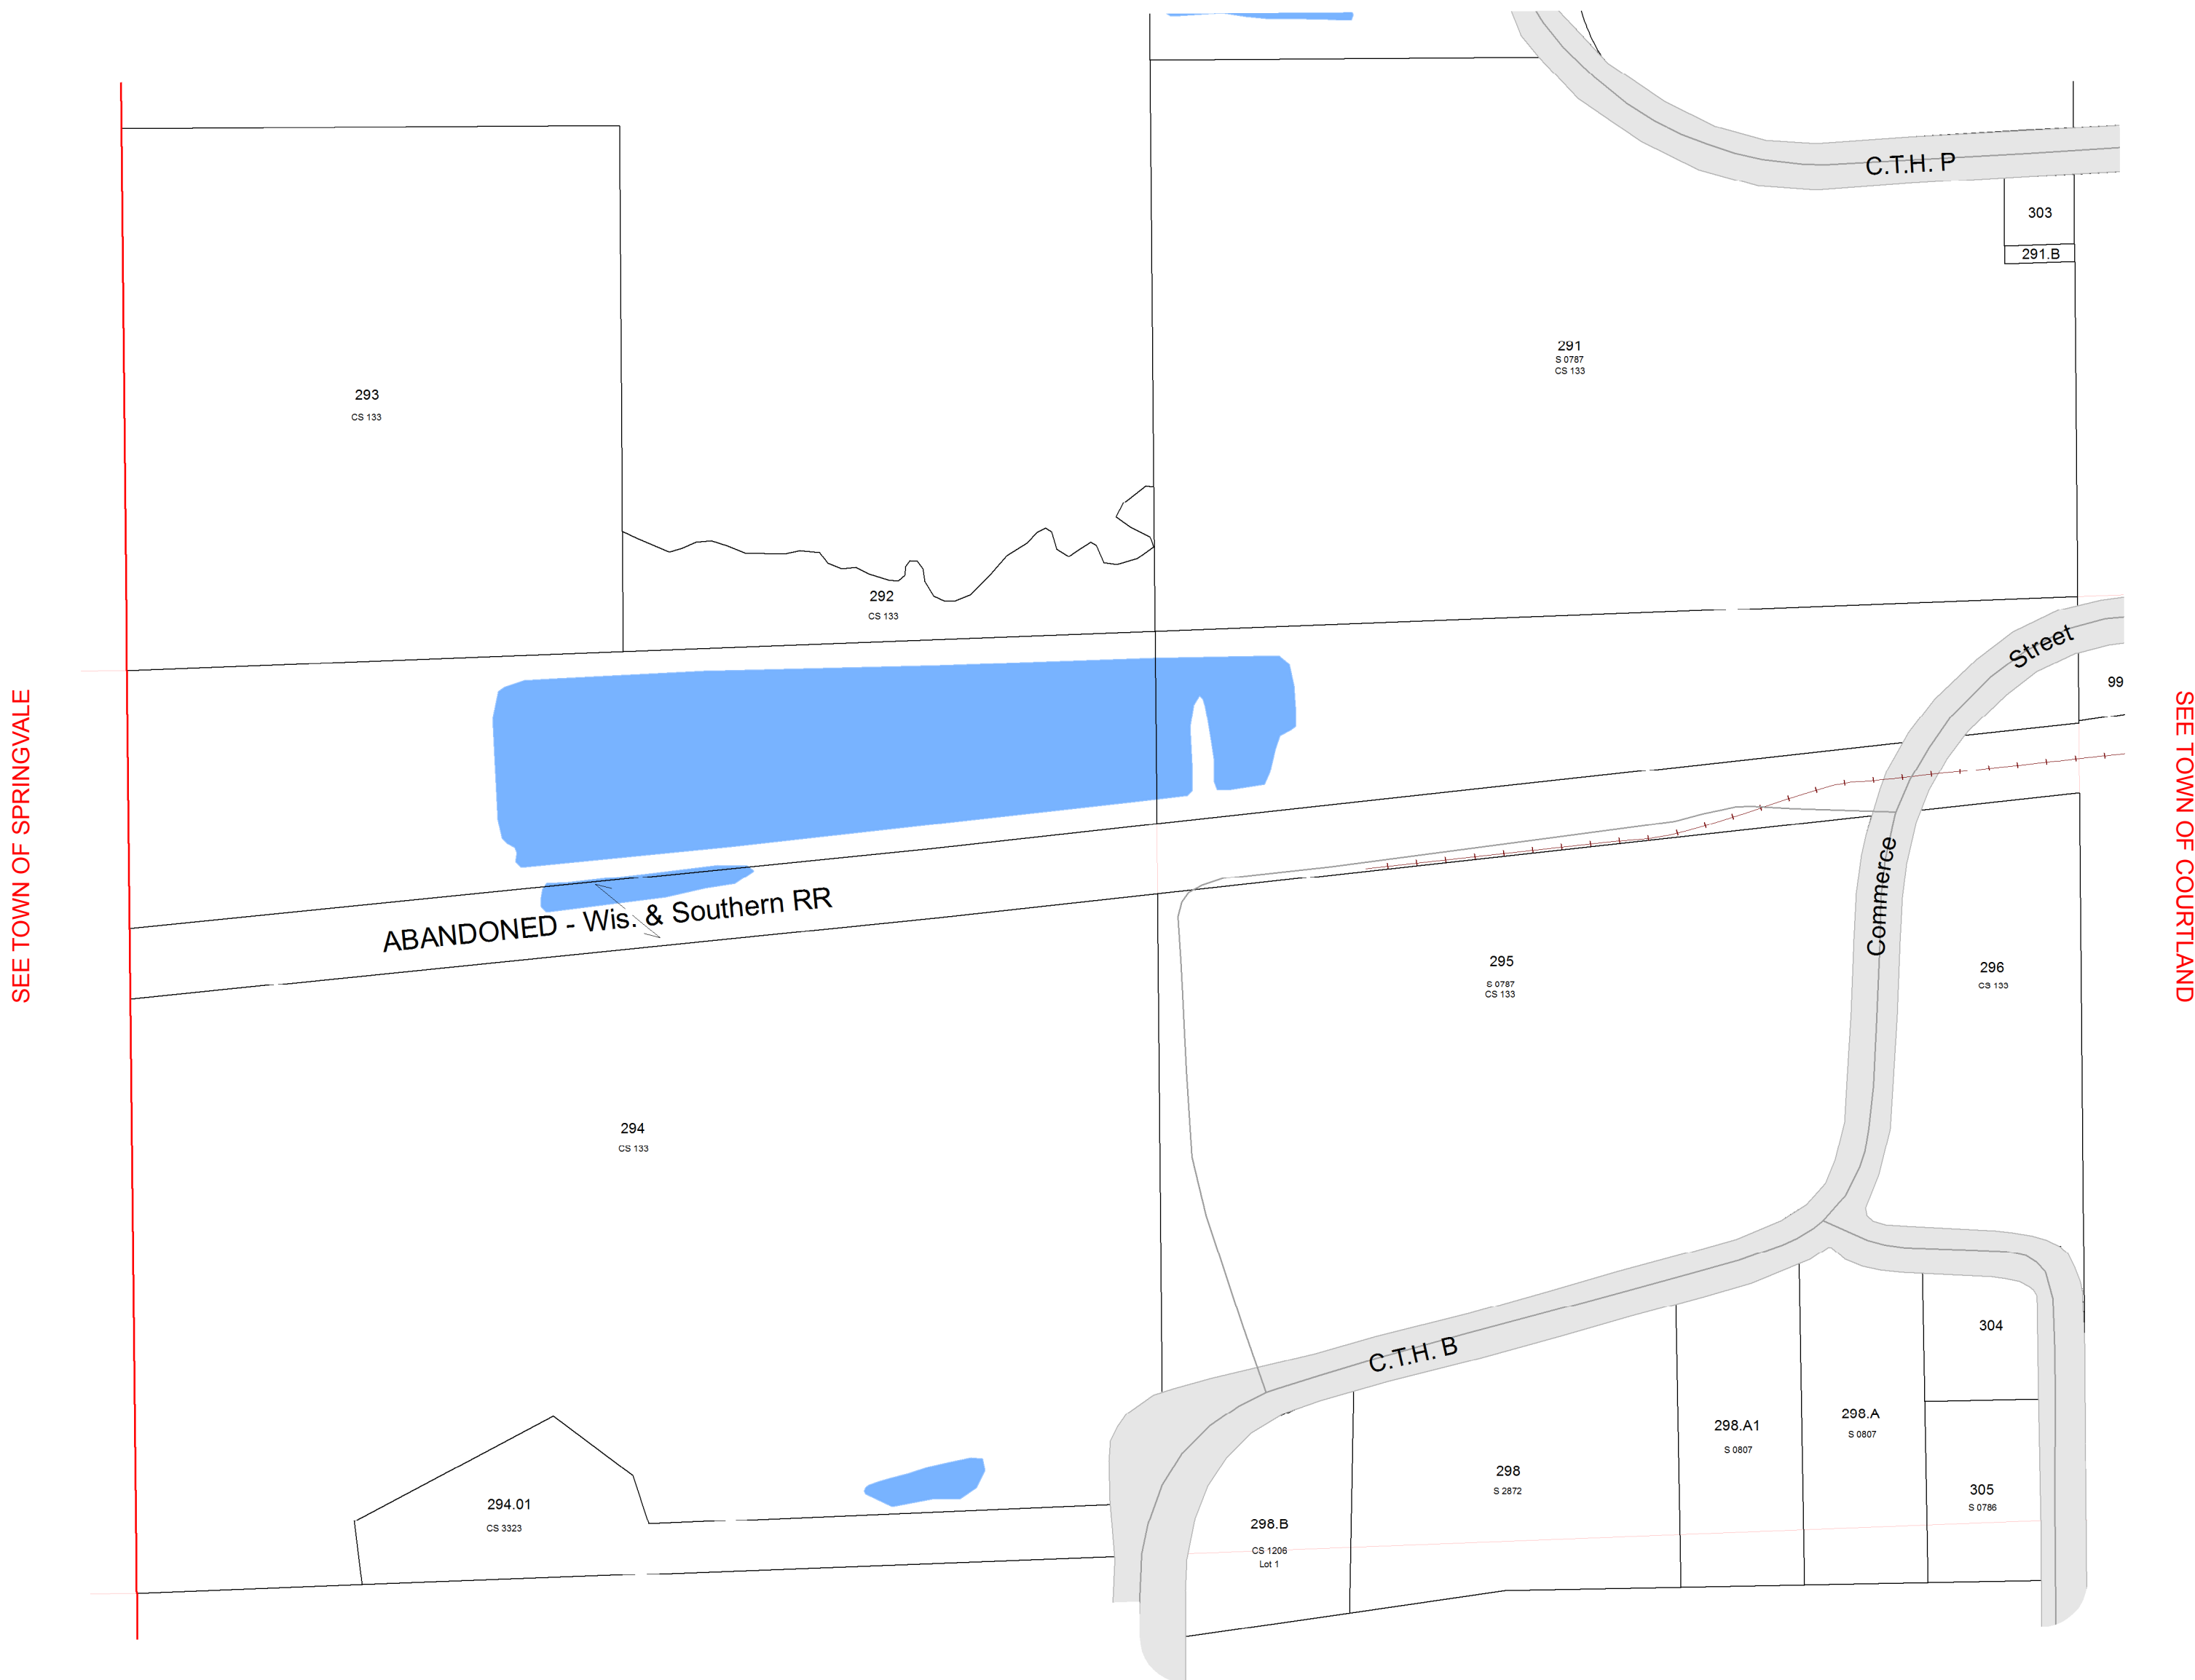 C.T.H. P
303
291.B
291
S 0787
CS 133
293
CS 133
292
CS 133
Street
99
SEE TOWN OF SPRINGVALE
SEE TOWN OF COURTLAND
Commerce
ABANDONED - Wis. & Southern RR
295
S 0787
CS 133
296
CS 133
294
CS 133
304
C.T.H. B
298.A
S 0807
298.A1
S 0807
298
S 2872
305
S 0786
294.01
CS 3323
298.B
CS 1206
Lot 1